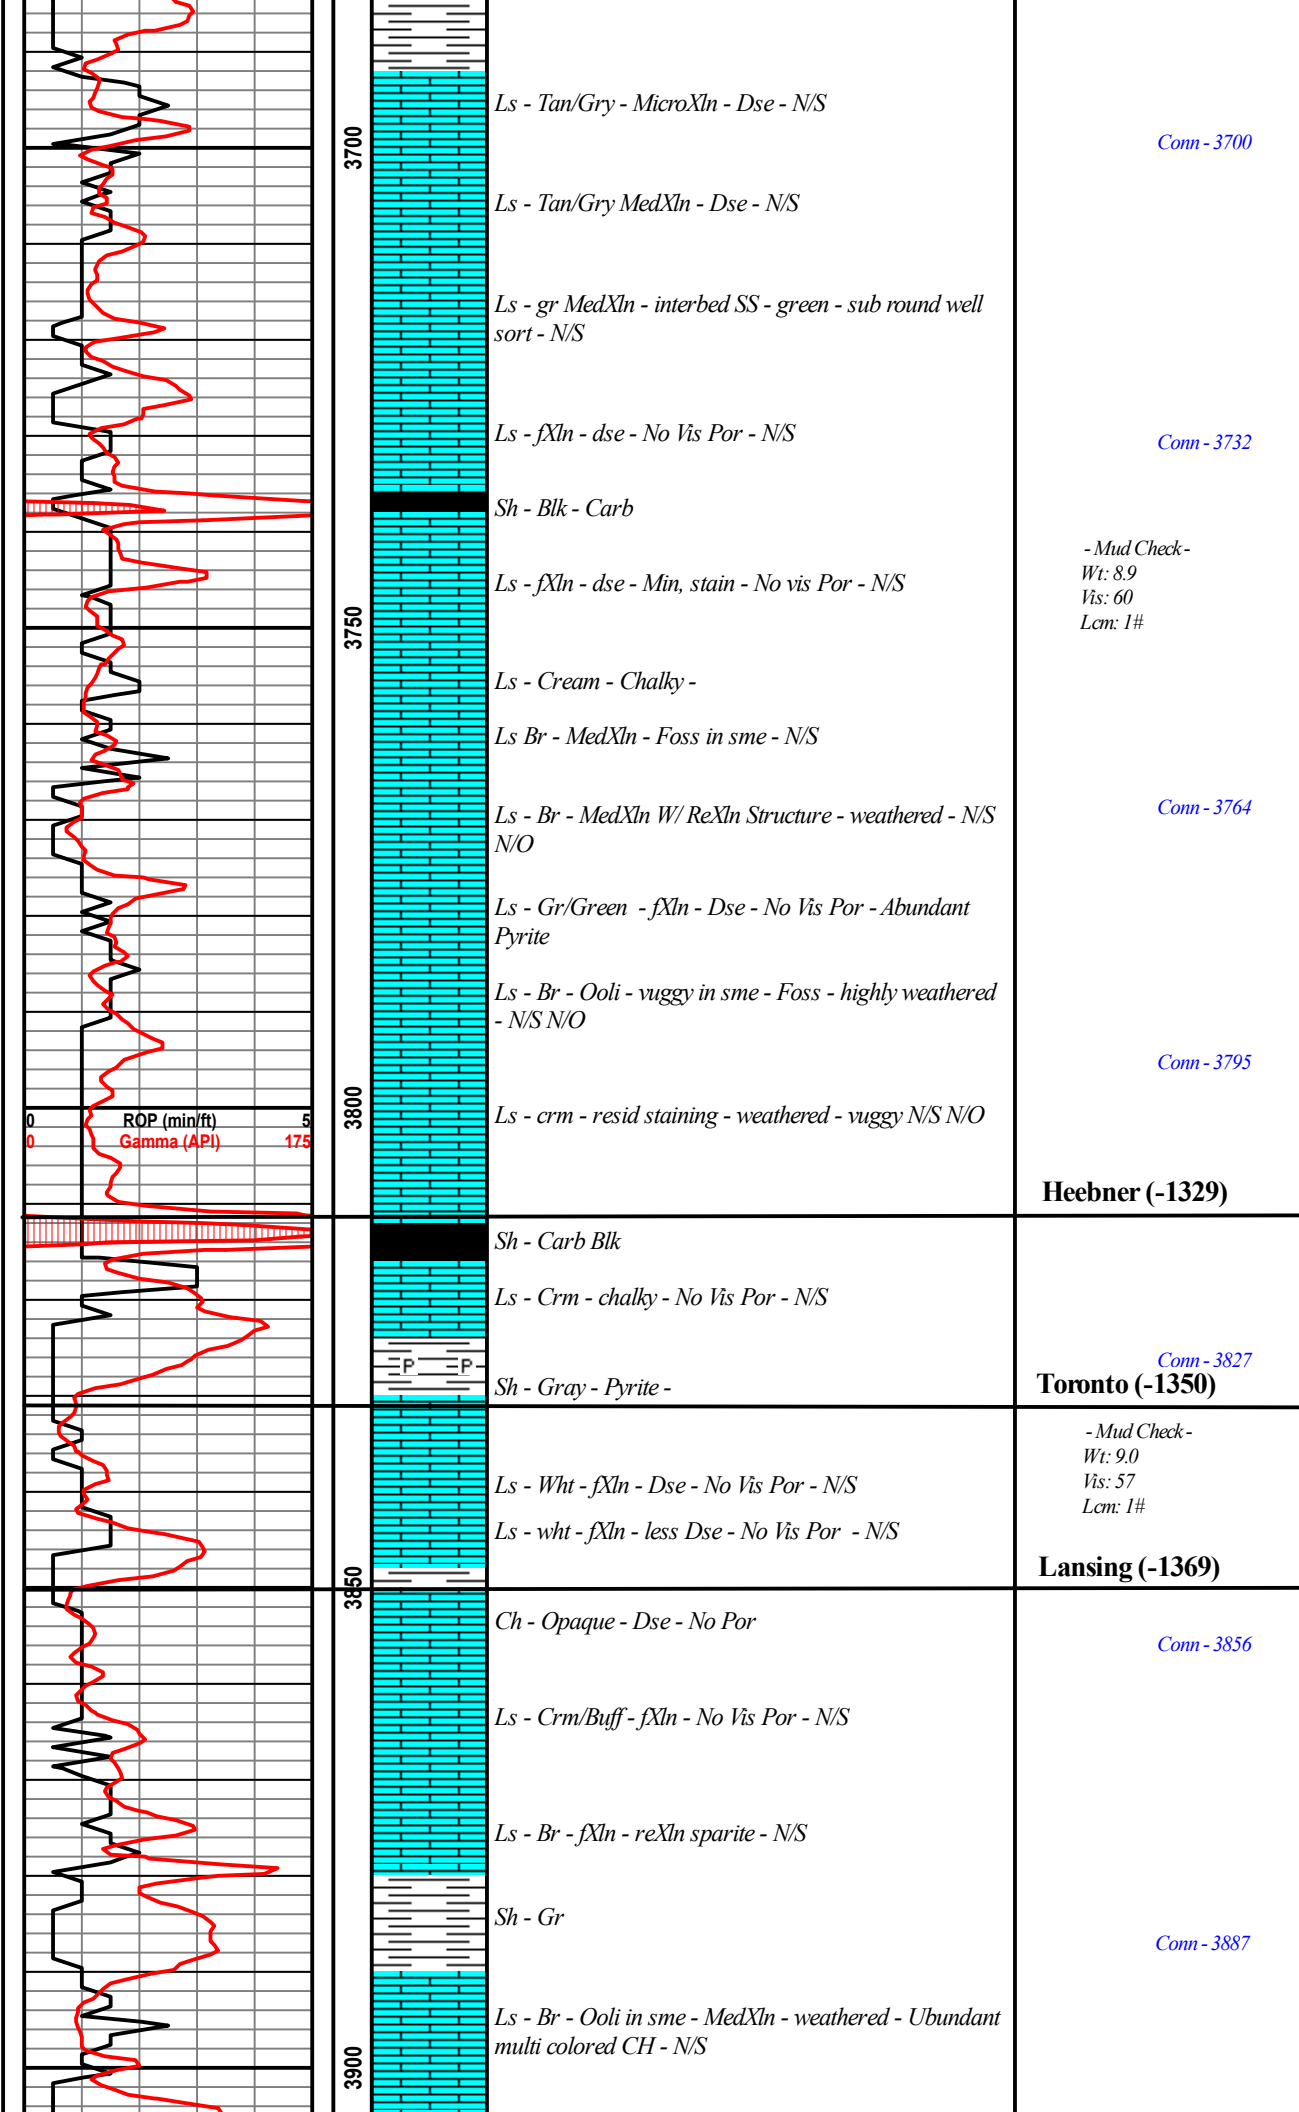 Ls - Tan/Gry - MicroXln - Dse - N/S
3700
Conn - 3700
Ls - Tan/Gry MedXln - Dse - N/S
Ls - gr MedXln - interbed SS - green - sub round well
sort - N/S
Ls - fXln - dse - No Vis Por - N/S
Conn - 3732
Sh - Blk - Carb
- Mud Check -
Wt: 8.9
Vis: 60
Lcm: 1#
Ls - fXln - dse - Min, stain - No vis Por - N/S
3750
Ls - Cream - Chalky -
Ls Br - MedXln - Foss in sme - N/S
Ls - Br - MedXln W/ ReXln Structure - weathered - N/S
N/O
Conn - 3764
Ls - Gr/Green - fXln - Dse - No Vis Por - Abundant
Pyrite
Ls - Br - Ooli - vuggy in sme - Foss - highly weathered
- N/S N/O
Conn - 3795
0 ROP (min/ft) 5
0 Gamma (API) 175
3800
Ls - crm - resid staining - weathered - vuggy N/S N/O
Heebner (-1329)
Sh - Carb Blk
Ls - Crm - chalky - No Vis Por - N/S
P P
Conn - 3827
Sh - Gray - Pyrite -
Toronto (-1350)
- Mud Check -
Wt: 9.0
Vis: 57
Lcm: 1#
Ls - Wht - fXln - Dse - No Vis Por - N/S
Ls - wht - fXln - less Dse - No Vis Por - N/S
Lansing (-1369)
3850
Ch - Opaque - Dse - No Por
Conn - 3856
Ls - Crm/Buff - fXln - No Vis Por - N/S
Ls - Br - fXln - reXln sparite - N/S
Sh - Gr
Conn - 3887
Ls - Br - Ooli in sme - MedXln - weathered - Ubundant
multi colored CH - N/S
3900